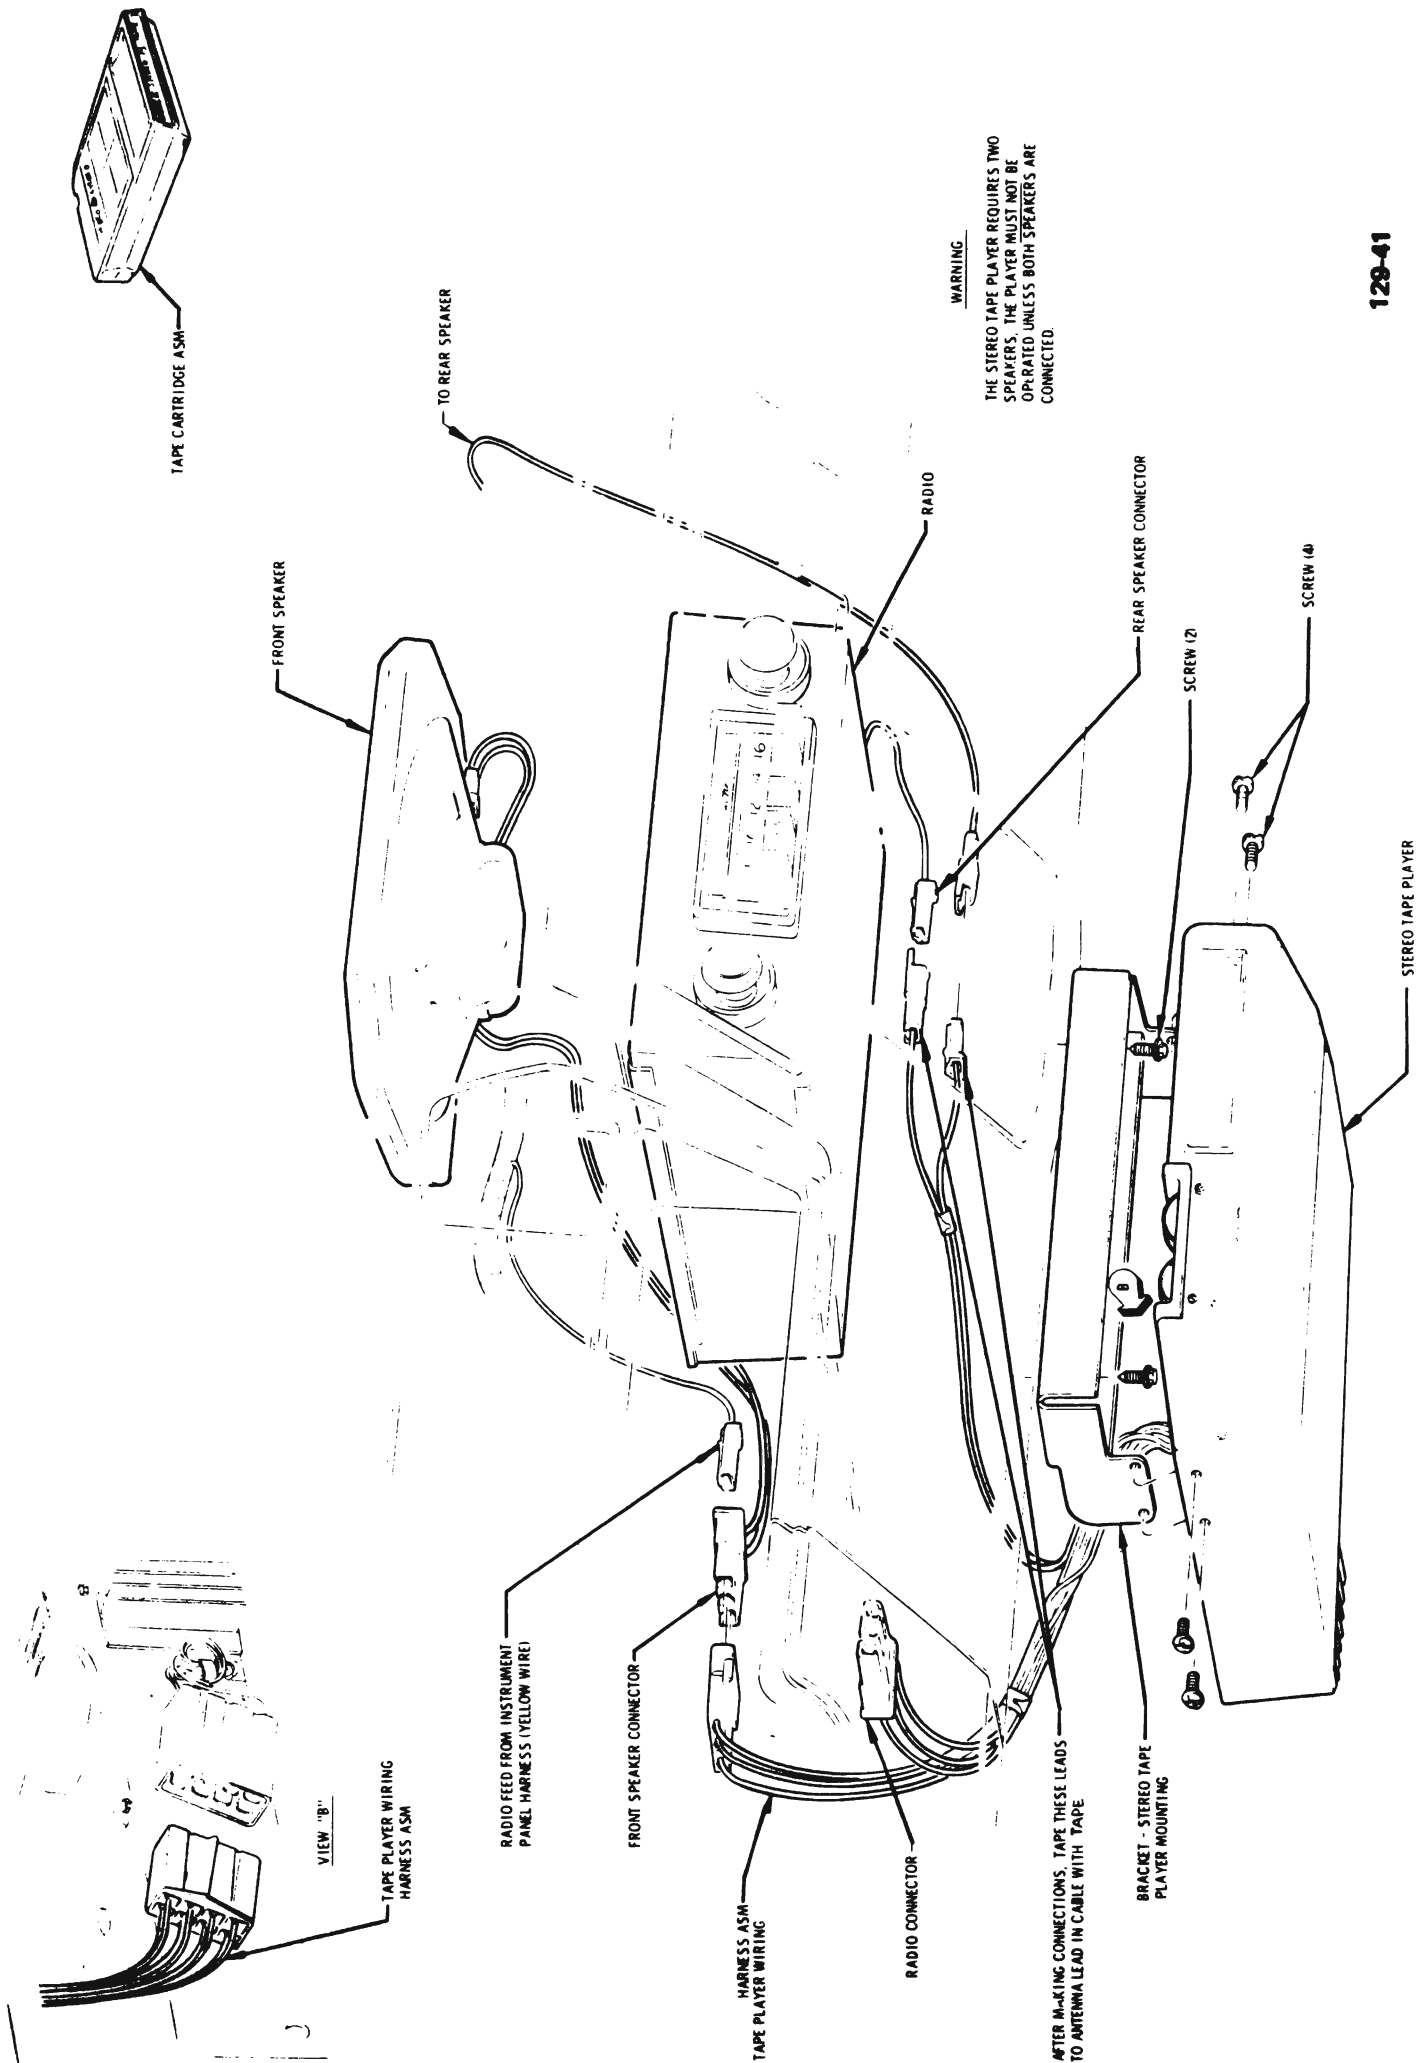 TAPE CARTRIDGE ASM
FRONT SPEAKER
TO REAR SPEAKER
RADIO
WARNING
THE STEREO TAPE PLAYER REQUIRES TWO
SPEAKERS. THE PLAYER MUST NOT BE
OPERATED UNLESS BOTH SPEAKERS ARE
CONNECTED.
REAR SPEAKER CONNECTOR
SCREW (2)
SCREW (4)
STEREO TAPE PLAYER
VIEW "B"
TAPE PLAYER WIRING
HARNESS ASM
RADIO FEED FROM INSTRUMENT
PANEL HARNESS (YELLOW WIRE)
FRONT SPEAKER CONNECTOR
HARNESS ASM
TAPE PLAYER WIRING
RADIO CONNECTOR
AFTER MAKING CONNECTIONS, TAPE THESE LEADS
TO ANTENNA LEAD IN CABLE WITH TAPE
BRACKET - STEREO TAPE
PLAYER MOUNTING
B
16
12
129-41